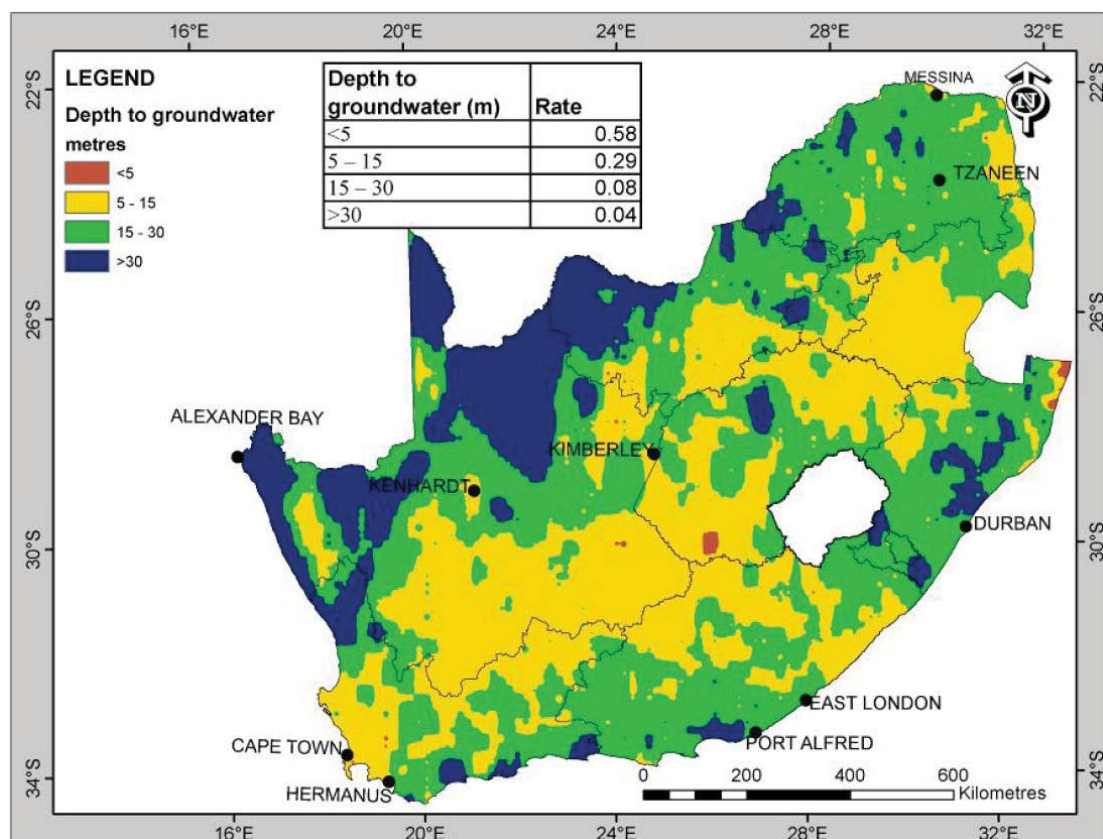 16°E 20°E 24°E 28°E 32°E
22°S 22°S
26°S 26°S
30°S 30°S
34°S 34°S
16°E 20°E 24°E 28°E 32°E
LEGEND
Depth to groundwater
metres
<5
5 - 15
15 - 30
>30
Depth to groundwater (m) Rate
<5 0.58
5 – 15 0.29
15 – 30 0.08
>30 0.04
N
MESSINA
TZANEEN
ALEXANDER BAY
KIMBERLEY
KENHARDT
DURBAN
EAST LONDON
PORT ALFRED
CAPE TOWN
HERMANUS
0 100 200 400 600
Kilometres